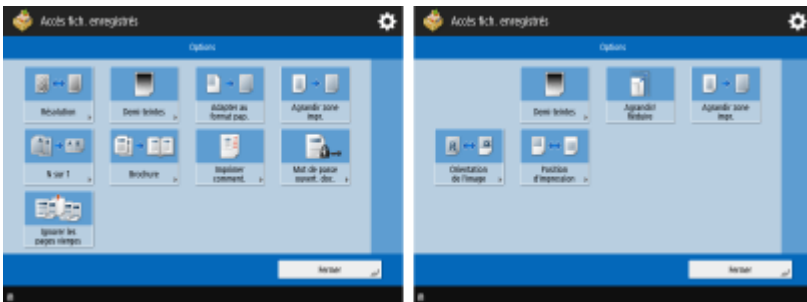 Accès fich. enregistrés
Options
Résolution
Demi-teintes
Adapter au
format pap.
Agrandir zone
impr.
N sur 1
Brochure
Imprimer
comment.
Mot de passe
ouvert. doc.
Ignorer les
pages vierges
Fermer
Accès fich. enregistrés
Options
Demi-teintes
Agrandir/
Réduire
Agrandir zone
impr.
Orientation
de l'image
Position
d'impression
Fermer